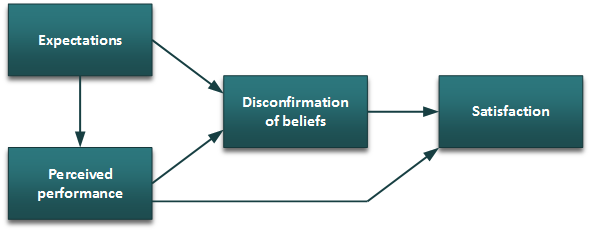 Expectations
Disconfirmation
of beliefs
Satisfaction
Perceived
performance